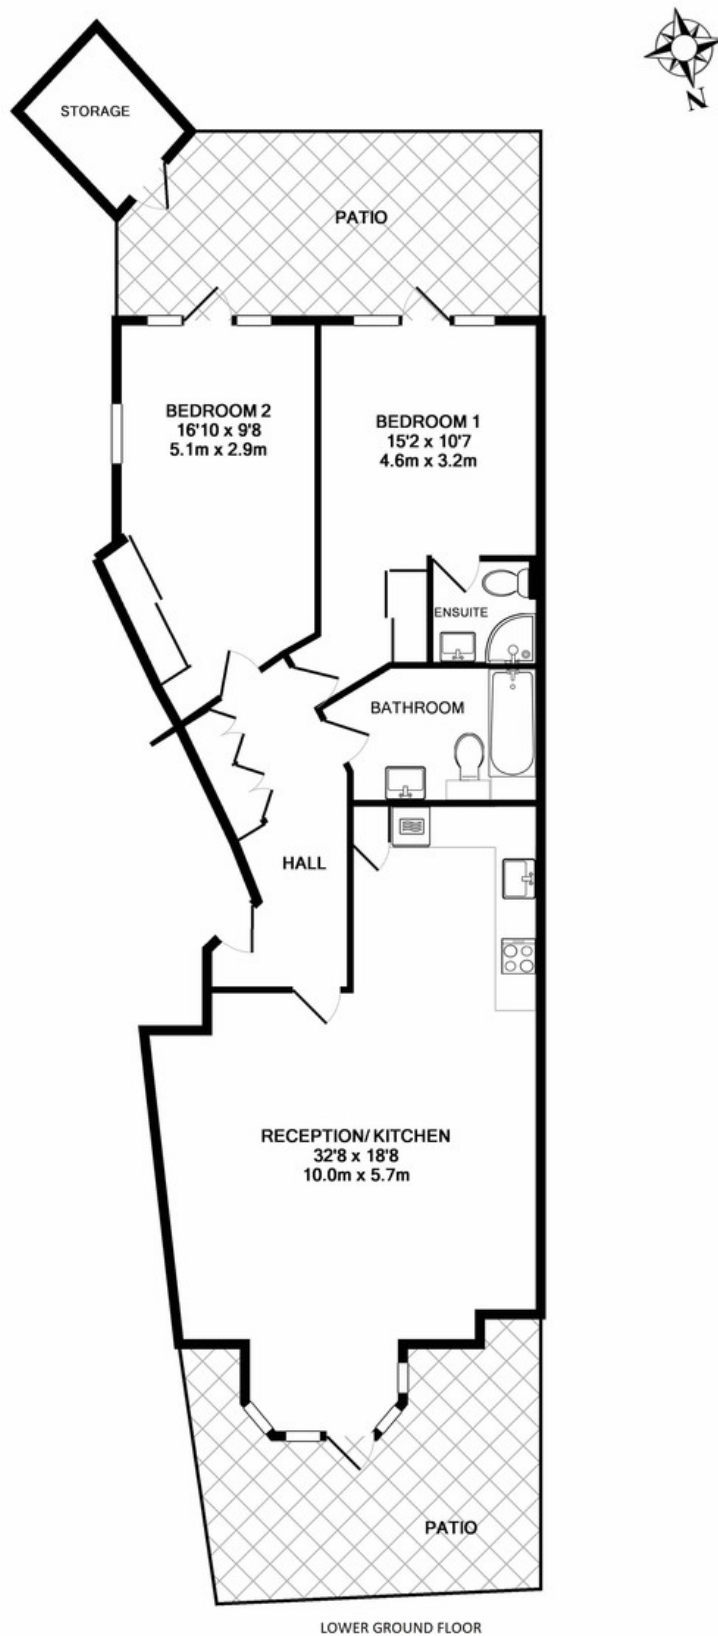 N
STORAGE
PATIO
BEDROOM 2
16'10 x 9'8
5.1m x 2.9m
BEDROOM 1
15'2 x 10'7
4.6m x 3.2m
ENSUITE
BATHROOM
HALL
RECEPTION/ KITCHEN
32'8 x 18'8
10.0m x 5.7m
PATIO
LOWER GROUND FLOOR